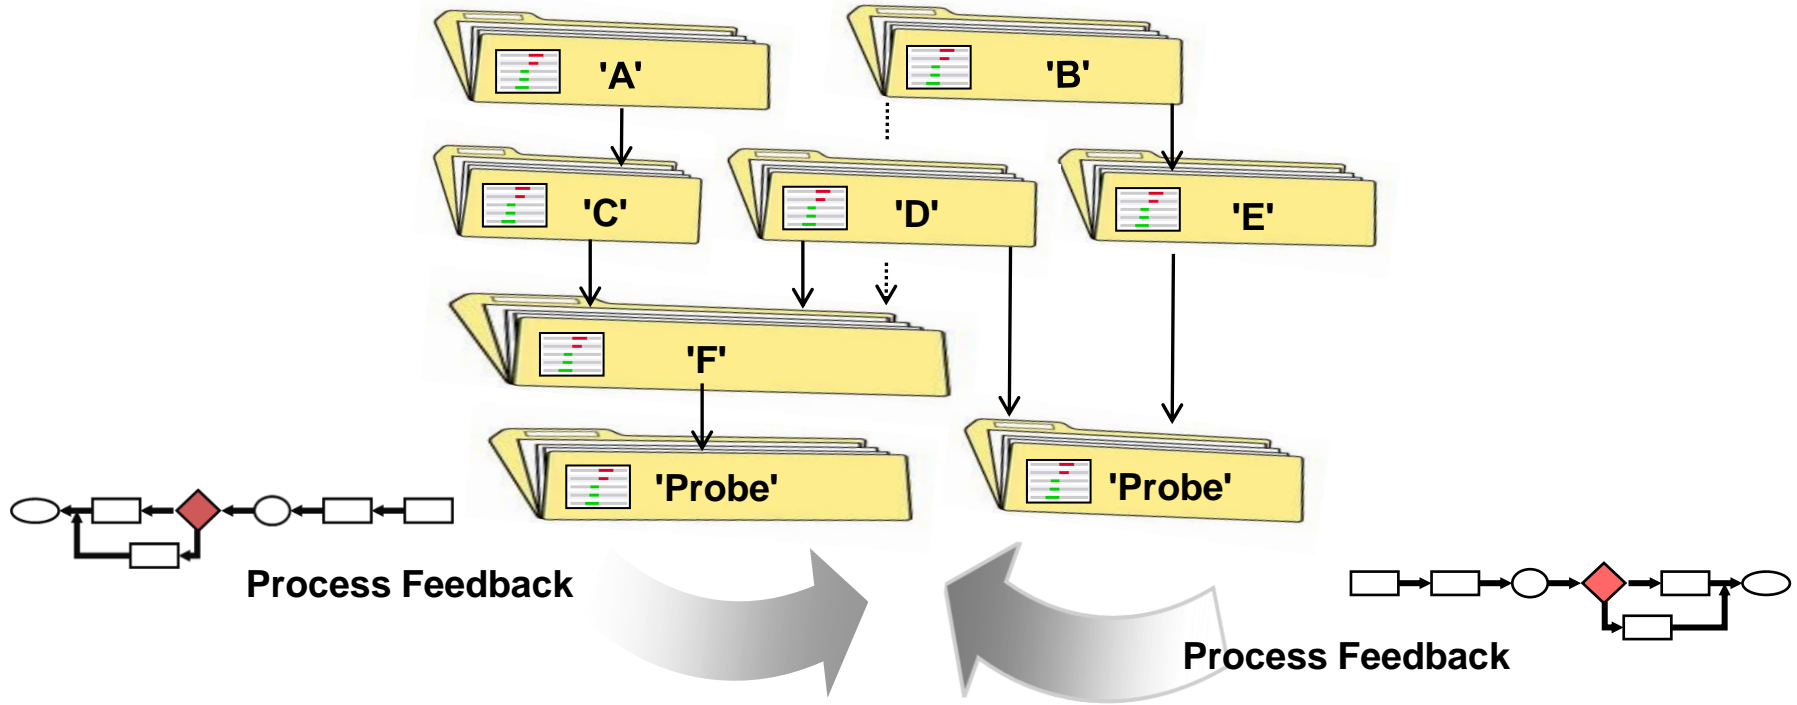 'A'
'B'
'C'
'D'
'E'
'F'
'Probe'
'Probe'
Process Feedback
Process Feedback